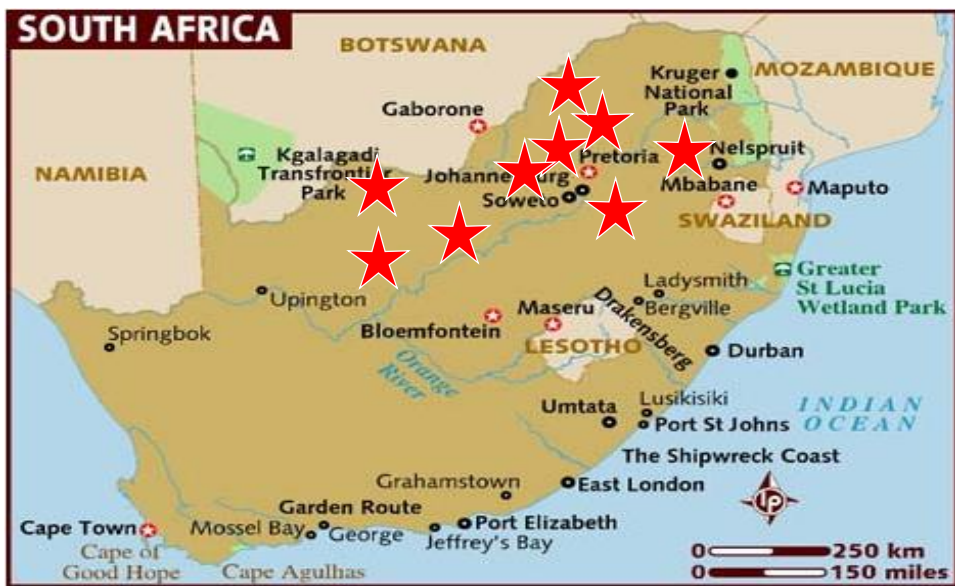 SOUTH AFRICA
BOTSWANA
MOZAMBIQUE
Kruger
National
Park
Gaborone
NAMIBIA
Kgalagadi
Transfrontier
Park
Pretoria
Nelspruit
Soweto
Mbabane
Maputo
SWAZILAND
Greater
St Lucia
Wetland Park
Upington
Ladysmith
Bergville
Drakensberg
Maseru
Bloemfontein
LESOTHO
Springbok
Durban
Orange
River
Lusikisiki
Umtata
Port St Johns
INDIAN
OCEAN
The Shipwreck Coast
Grahamstown
East London
Garden Route
Cape Town
Mossel Bay
George
Port Elizabeth
Jeffrey's Bay
Cape of
Good Hope
Cape Agulhas
LP
0 250 km
0 150 miles